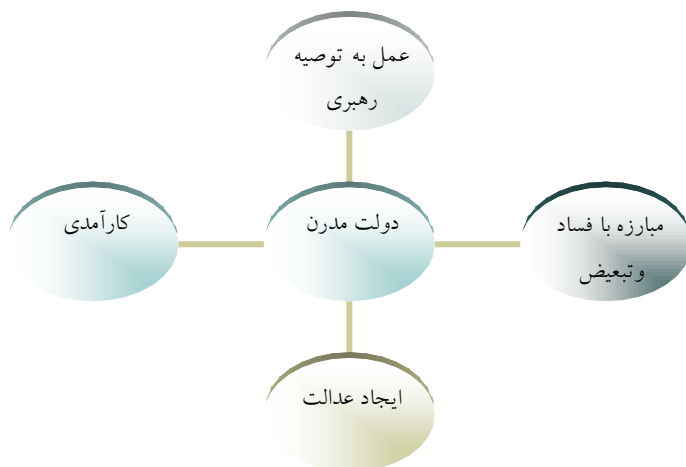 عمل به توصیه
رهبری
مبارزه با فساد
وتبعیض
دولت مدرن
کارآمدی
ایجاد عدالت